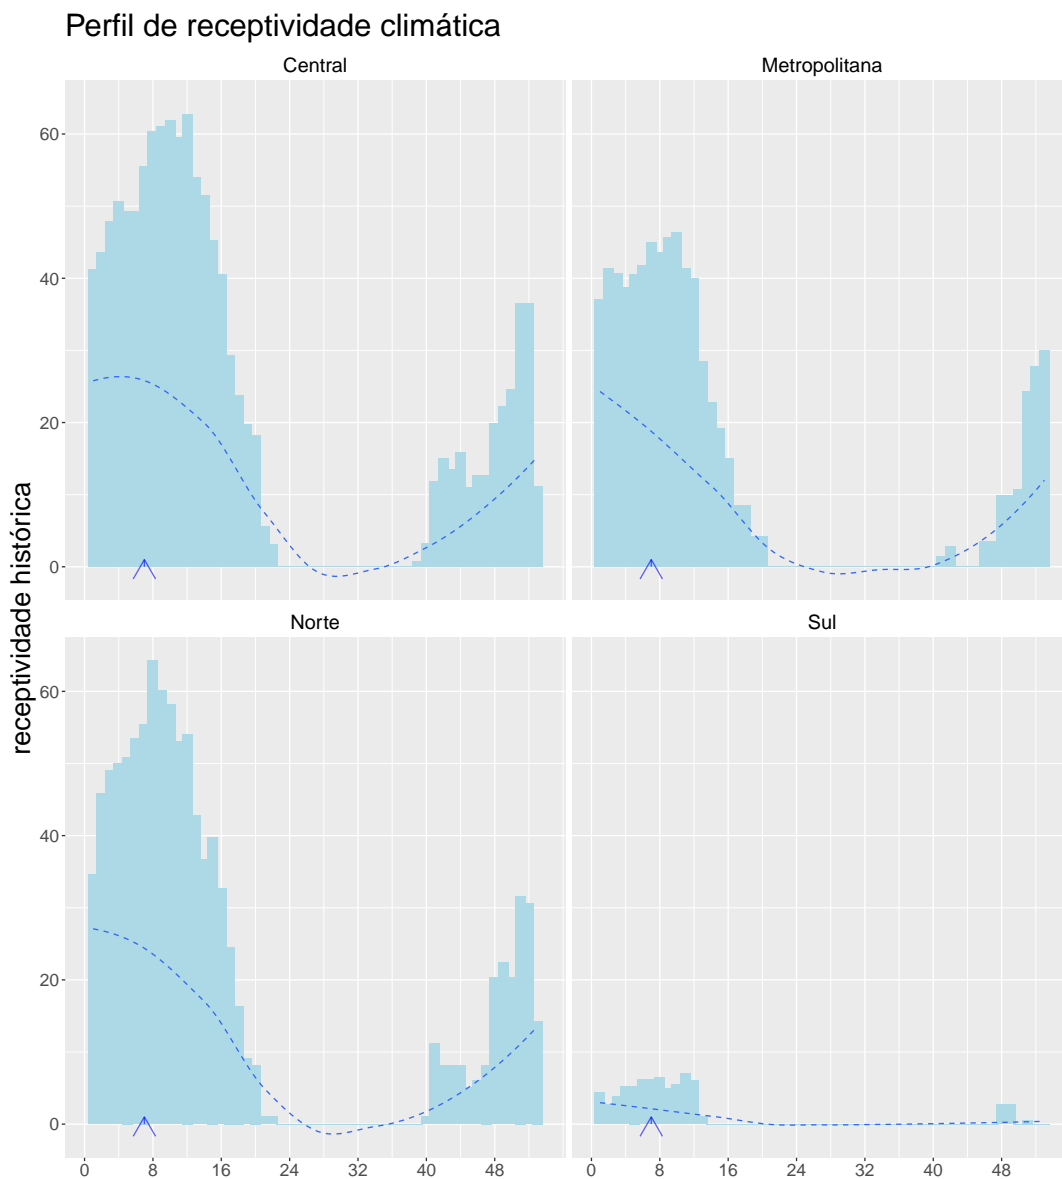 Perfil de receptividade climática
Central
Metropolitana
60
40
20
0
Norte
Sul
60
40
20
0
receptividade histórica
0 8 16 24 32 40 48
0 8 16 24 32 40 48